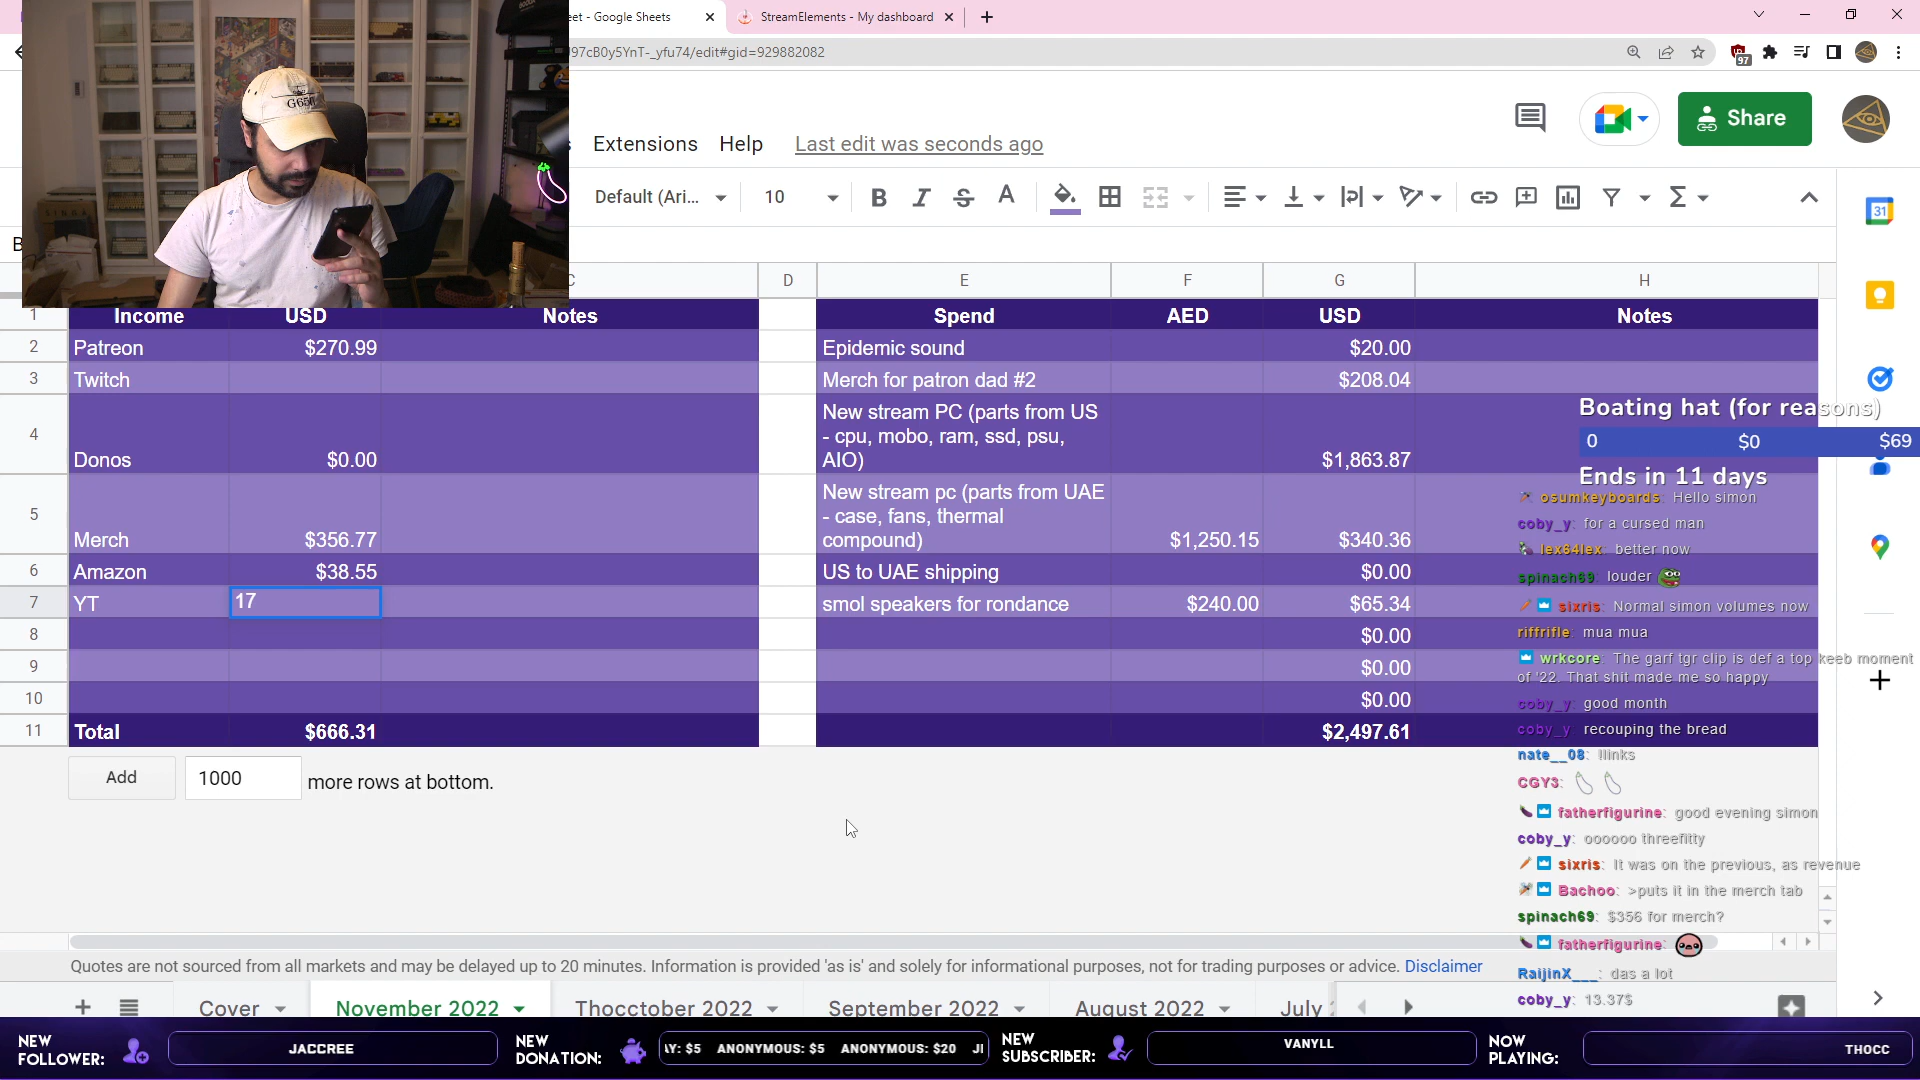 eet - Google Sheets
StreamElements - My dashboard
97cB0y5YnT-_yfu74/edit#gid=929882082
97
G650
Extensions Help Last edit was seconds ago
Share
Default (Ari... 10
31
B
C D E F G H
1 Income USD Notes Spend AED USD Notes
2 Patreon $270.99 Epidemic sound $20.00
3 Twitch Merch for patron dad #2 $208.04
4 Donos $0.00 New stream PC (parts from US
- cpu, mobo, ram, ssd, psu,
AIO) $1,863.87
5 Merch $356.77 New stream pc (parts from UAE
- case, fans, thermal
compound) $1,250.15 $340.36
6 Amazon $38.55 US to UAE shipping $0.00
7 YT 17 smol speakers for rondance $240.00 $65.34
8 $0.00
9 $0.00
10 $0.00
11 Total $666.31 $2,497.61
Add 1000 more rows at bottom.
Boating hat (for reasons)
0 $0 $69
Ends in 11 days
osumkeyboards: Hello simon
coby_y: for a cursed man
lex64lex: better now
spinach69: louder
sixris: Normal simon volumes now
riffrifle: mua mua
wrkcore: The garf tgr clip is def a top keeb moment
of '22. That shit made me so happy
coby_y: good month
coby_y: recouping the bread
nate__08: !links
CGY3:
fatherfigurine: good evening simon
coby_y: oooooo threefitty
sixris: It was on the previous, as revenue
Bachoo: >puts it in the merch tab
spinach69: $356 for merch?
fatherfigurine:
RaijinX___: das a lot
coby_y: 13.37$
Quotes are not sourced from all markets and may be delayed up to 20 minutes. Information is provided 'as is' and solely for informational purposes, not for trading purposes or advice. Disclaimer
Cover November 2022 Thocctober 2022 September 2022 August 2022 July
NEW
FOLLOWER: JACCREE
NEW
DONATION: AY: $5 ANONYMOUS: $5 ANONYMOUS: $20
NEW
SUBSCRIBER: VANYLL
NOW
PLAYING: THOCC